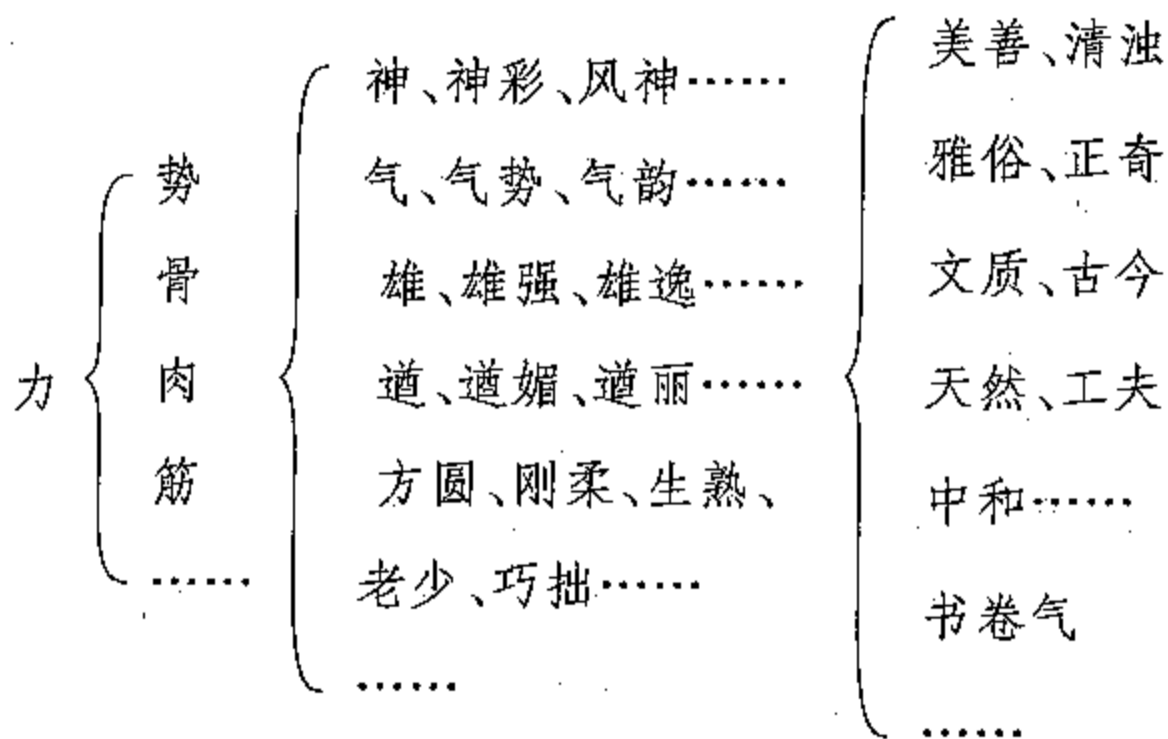 力
势
骨
肉
筋
……
神、神彩、风神……
气、气势、气韵……
雄、雄强、雄逸……
遒、遒媚、遒丽……
方圆、刚柔、生熟、
老少、巧拙……
……
美善、清浊
雅俗、正奇
文质、古今
天然、工夫
中和……
书卷气
……